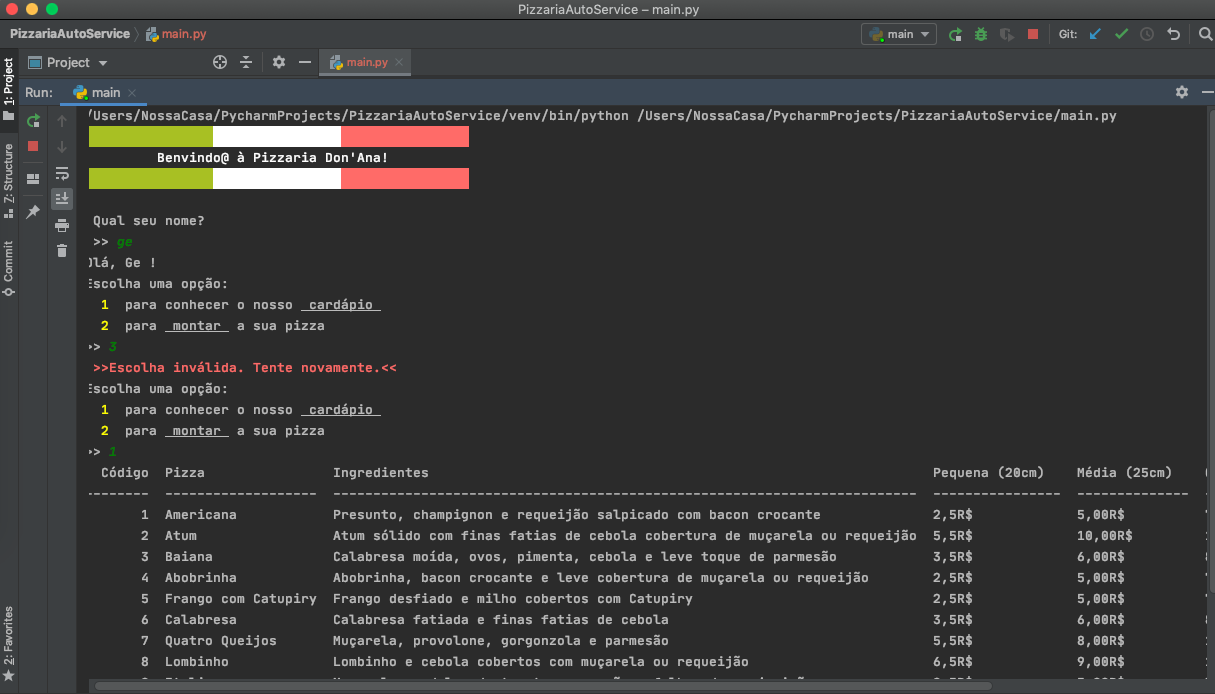 PizzariaAutoService – main.py
PizzariaAutoService main.py
main Git:
Project
main.py
Run: main
1: Project
Z: Structure
Commit
2: Favorites
/Users/NossaCasa/PycharmProjects/PizzariaAutoService/venv/bin/python /Users/NossaCasa/PycharmProjects/PizzariaAutoService/main.py
Benvindo@ à Pizzaria Don'Ana!
Qual seu nome?
>> ge
Olá, Ge !
Escolha uma opção:
1 para conhecer o nosso _cardápio_
2 para _montar_ a sua pizza
>> 3
>>Escolha inválida. Tente novamente.<<
Escolha uma opção:
1 para conhecer o nosso _cardápio_
2 para _montar_ a sua pizza
>> 1
Código Pizza Ingredientes Pequena (20cm) Média (25cm)
-------- ------------------- ------------------------------------------------------------------------- ---------------- --------------
1 Americana Presunto, champignon e requeijão salpicado com bacon crocante 2,5R$ 5,00R$
2 Atum Atum sólido com finas fatias de cebola cobertura de muçarela ou requeijão 5,5R$ 10,00R$
3 Baiana Calabresa moída, ovos, pimenta, cebola e leve toque de parmesão 3,5R$ 6,00R$
4 Abobrinha Abobrinha, bacon crocante e leve cobertura de muçarela ou requeijão 2,5R$ 5,00R$
5 Frango com Catupiry Frango desfiado e milho cobertos com Catupiry 2,5R$ 5,00R$
6 Calabresa Calabresa fatiada e finas fatias de cebola 3,5R$ 6,00R$
7 Quatro Queijos Muçarela, provolone, gorgonzola e parmesão 5,5R$ 8,00R$
8 Lombinho Lombinho e cebola cobertos com muçarela ou requeijão 6,5R$ 9,00R$